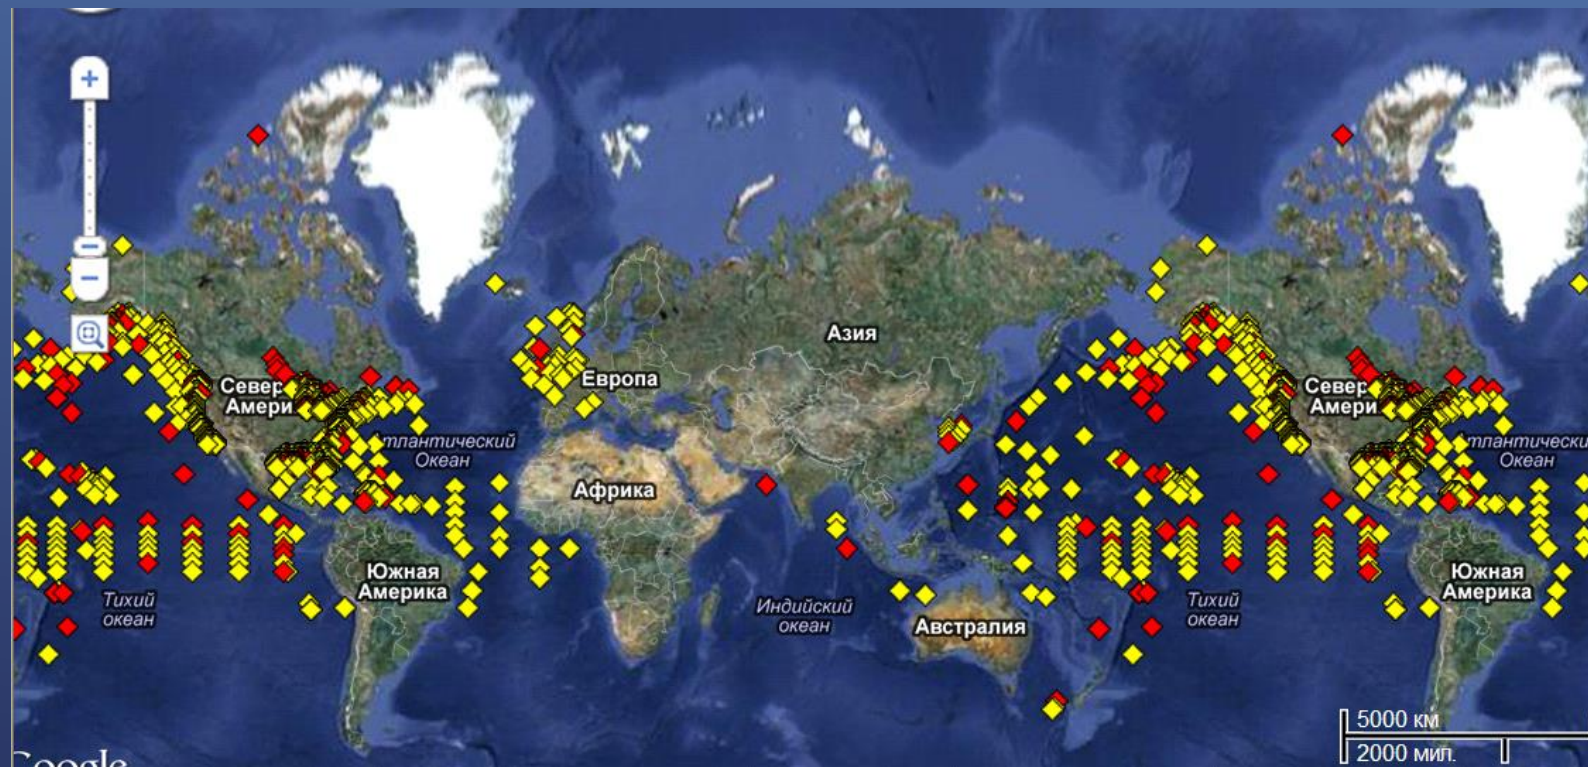 Азия
Север
Амери
Европа
Север
Амери
тлантический
Океан
тлантически
Океан
Африка
Южная
Америка
Тихий
океан
Индийский
океан
Австралия
Тихий
океан
Южная
Америка
5000 км
2000 мил.
Google